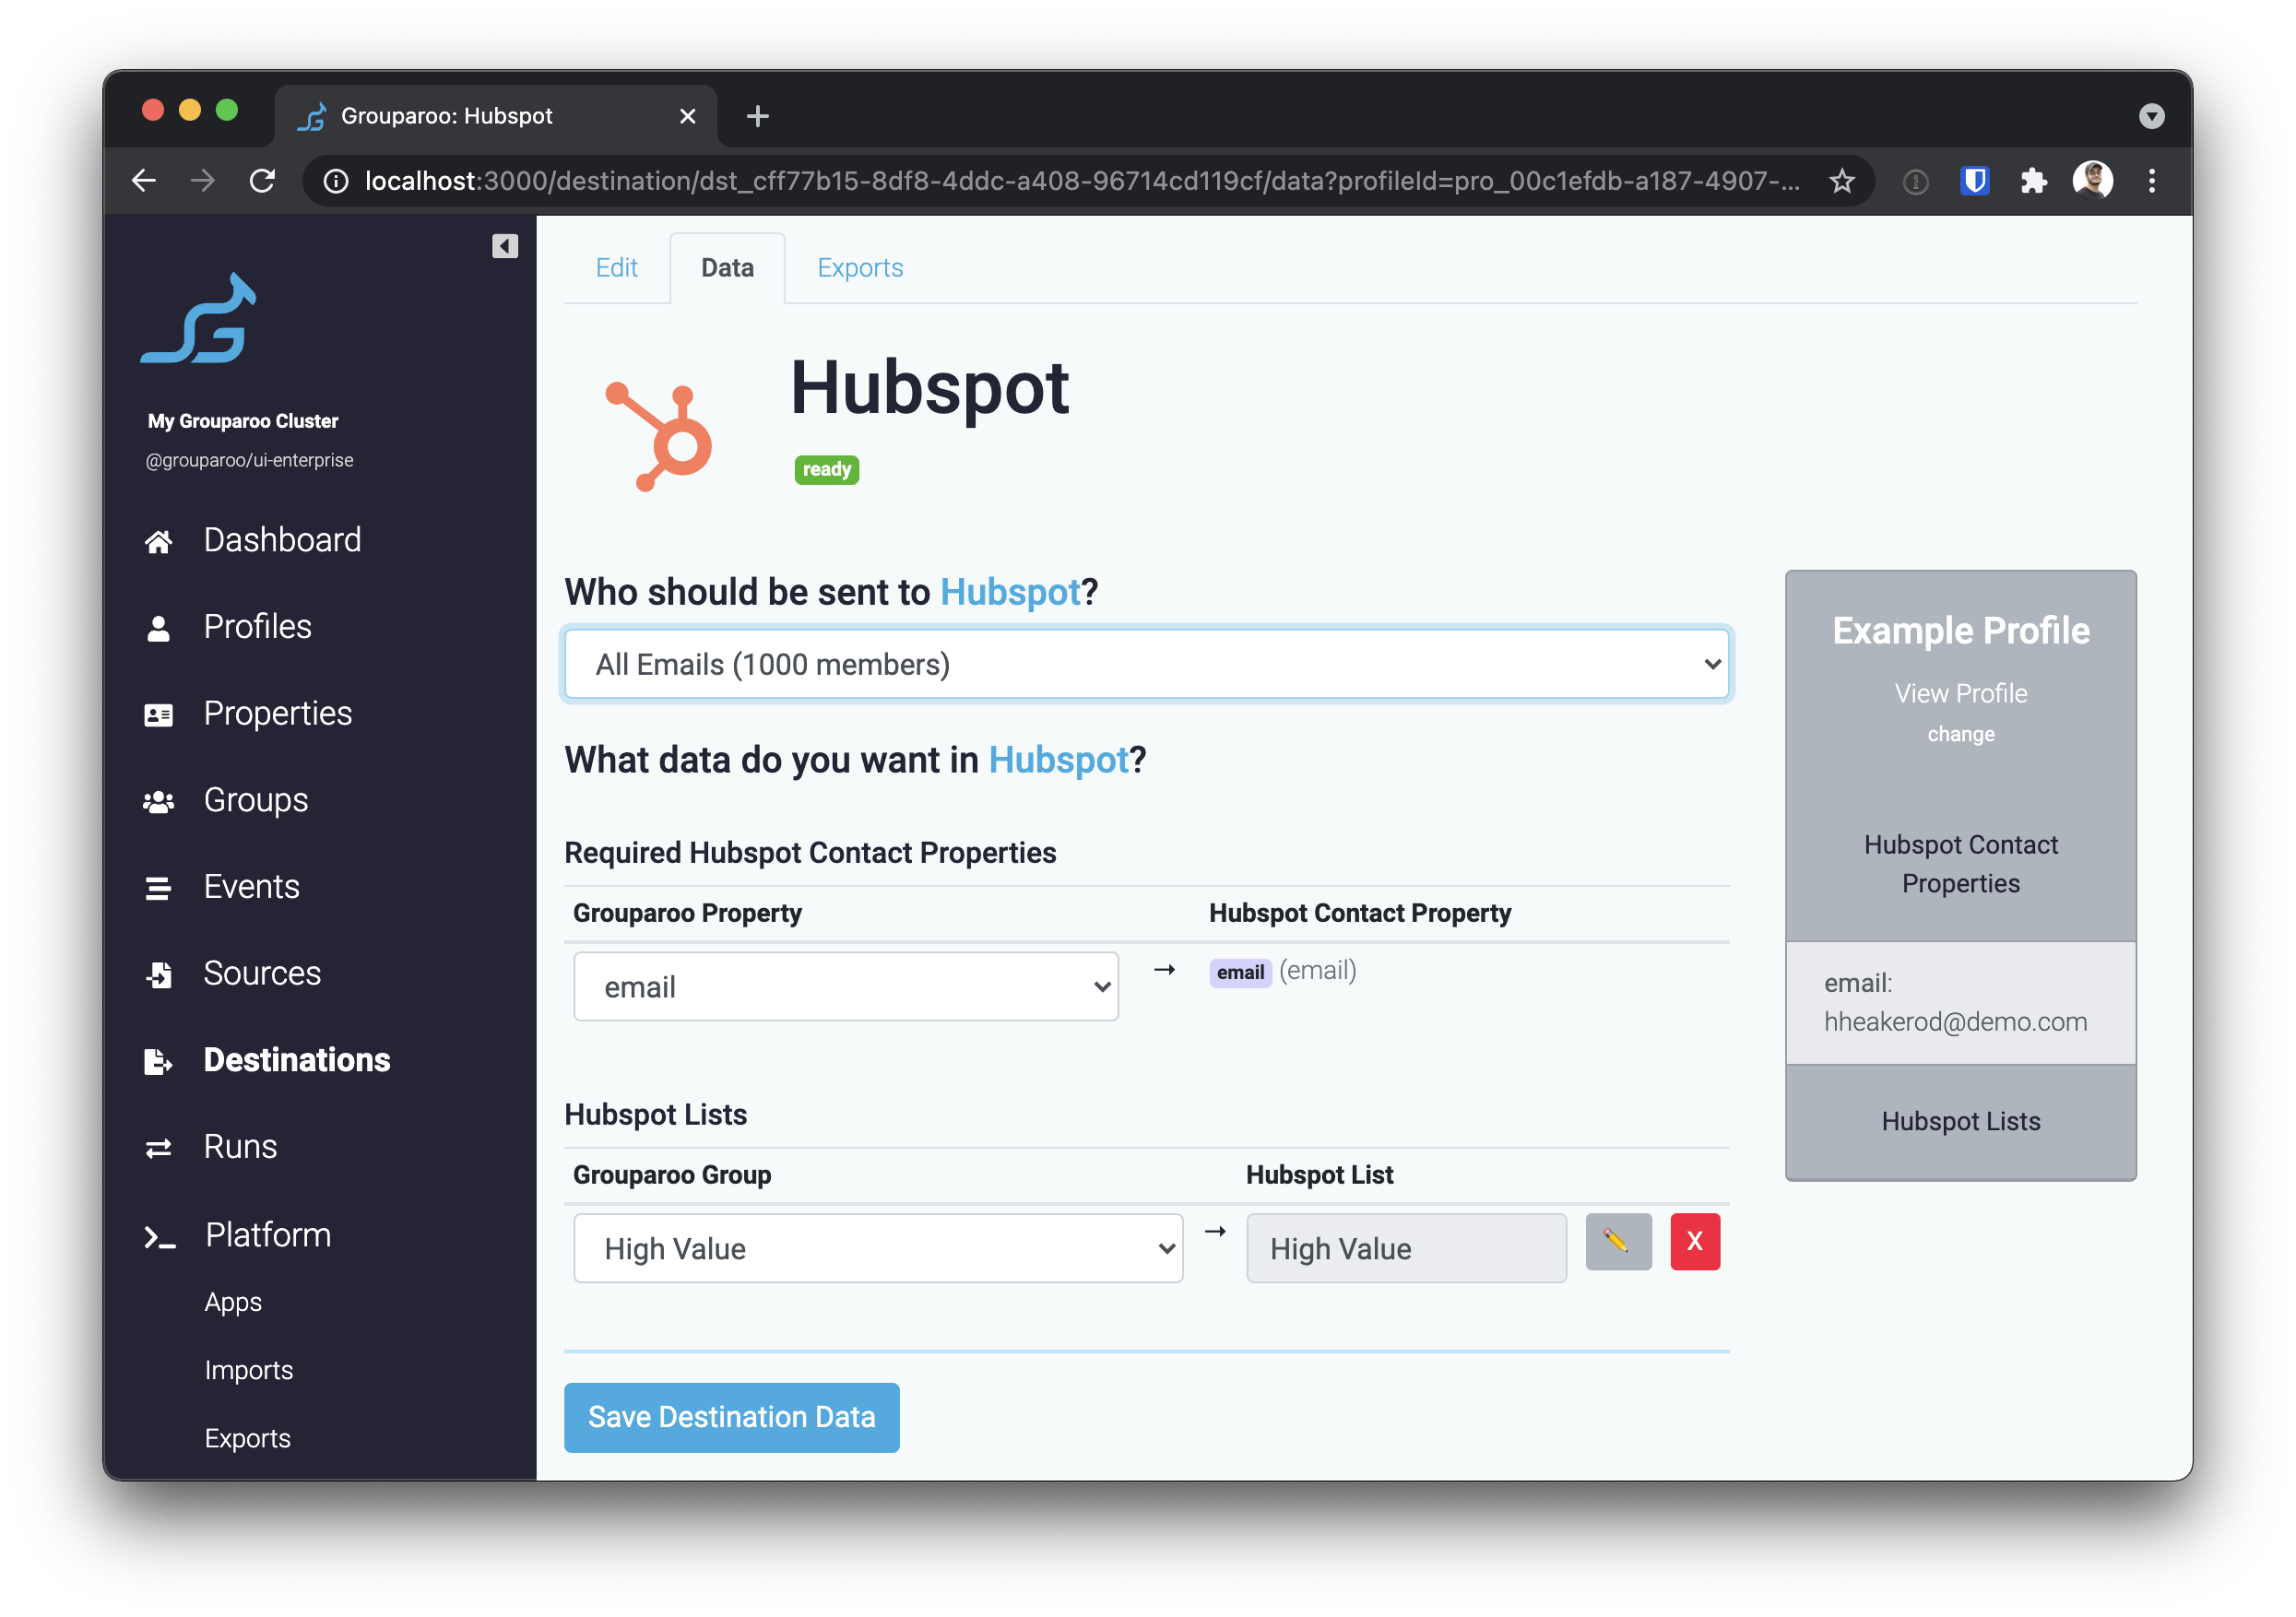 Grouparoo: Hubspot
localhost:3000/destination/dst_cff77b15-8df8-4ddc-a408-96714cd119cf/data?profileId=pro_00c1efdb-a187-4907-...
My Grouparoo Cluster
@grouparoo/ui-enterprise
Dashboard
Profiles
Properties
Groups
Events
Sources
Destinations
Runs
Platform
Apps
Imports
Exports
Edit
Data
Exports
Hubspot
ready
Who should be sent to Hubspot?
All Emails (1000 members)
What data do you want in Hubspot?
Required Hubspot Contact Properties
Grouparoo Property
Hubspot Contact Property
email
→
email (email)
Hubspot Lists
Grouparoo Group
Hubspot List
High Value
→
High Value
X
Save Destination Data
Example Profile
View Profile
change
Hubspot Contact
Properties
email:
hheakerod@demo.com
Hubspot Lists